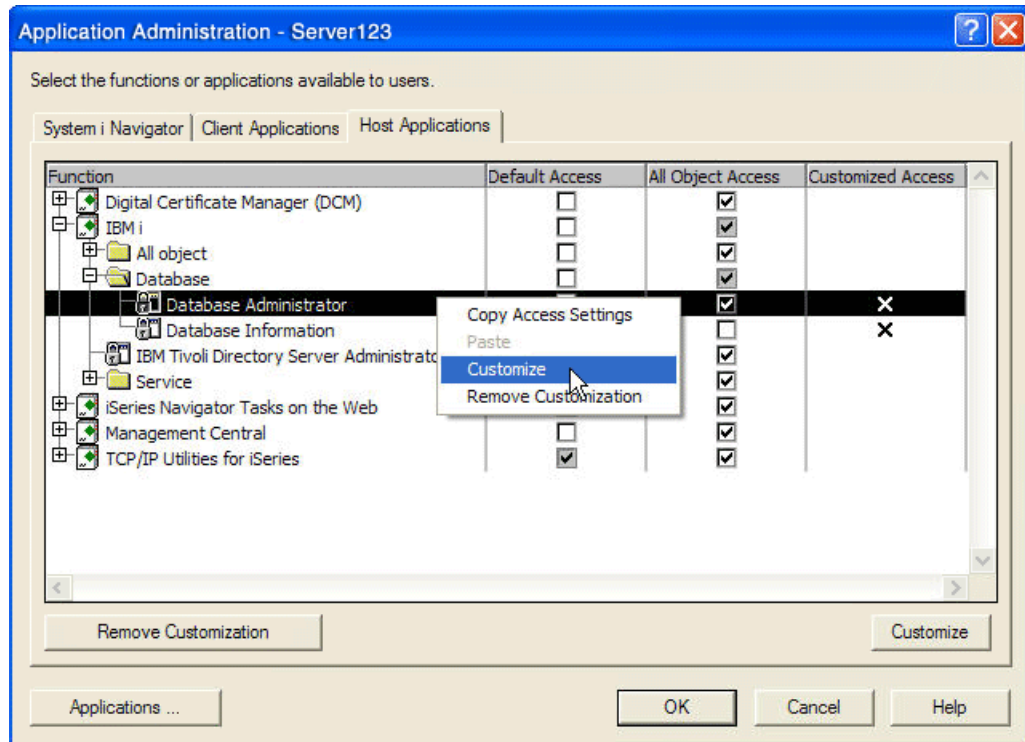 Application Administration - Server123
Select the functions or applications available to users.
System i Navigator Client Applications Host Applications
Function Default Access All Object Access Customized Access
Digital Certificate Manager (DCM)
IBM i
All object
Database
Database Administrator
Copy Access Settings
Database Information
Paste
IBM Tivoli Directory Server Administrato
Customize
Service
Remove Customization
iSeries Navigator Tasks on the Web
Management Central
TCP/IP Utilities for iSeries
Remove Customization Customize
Applications ... OK Cancel Help